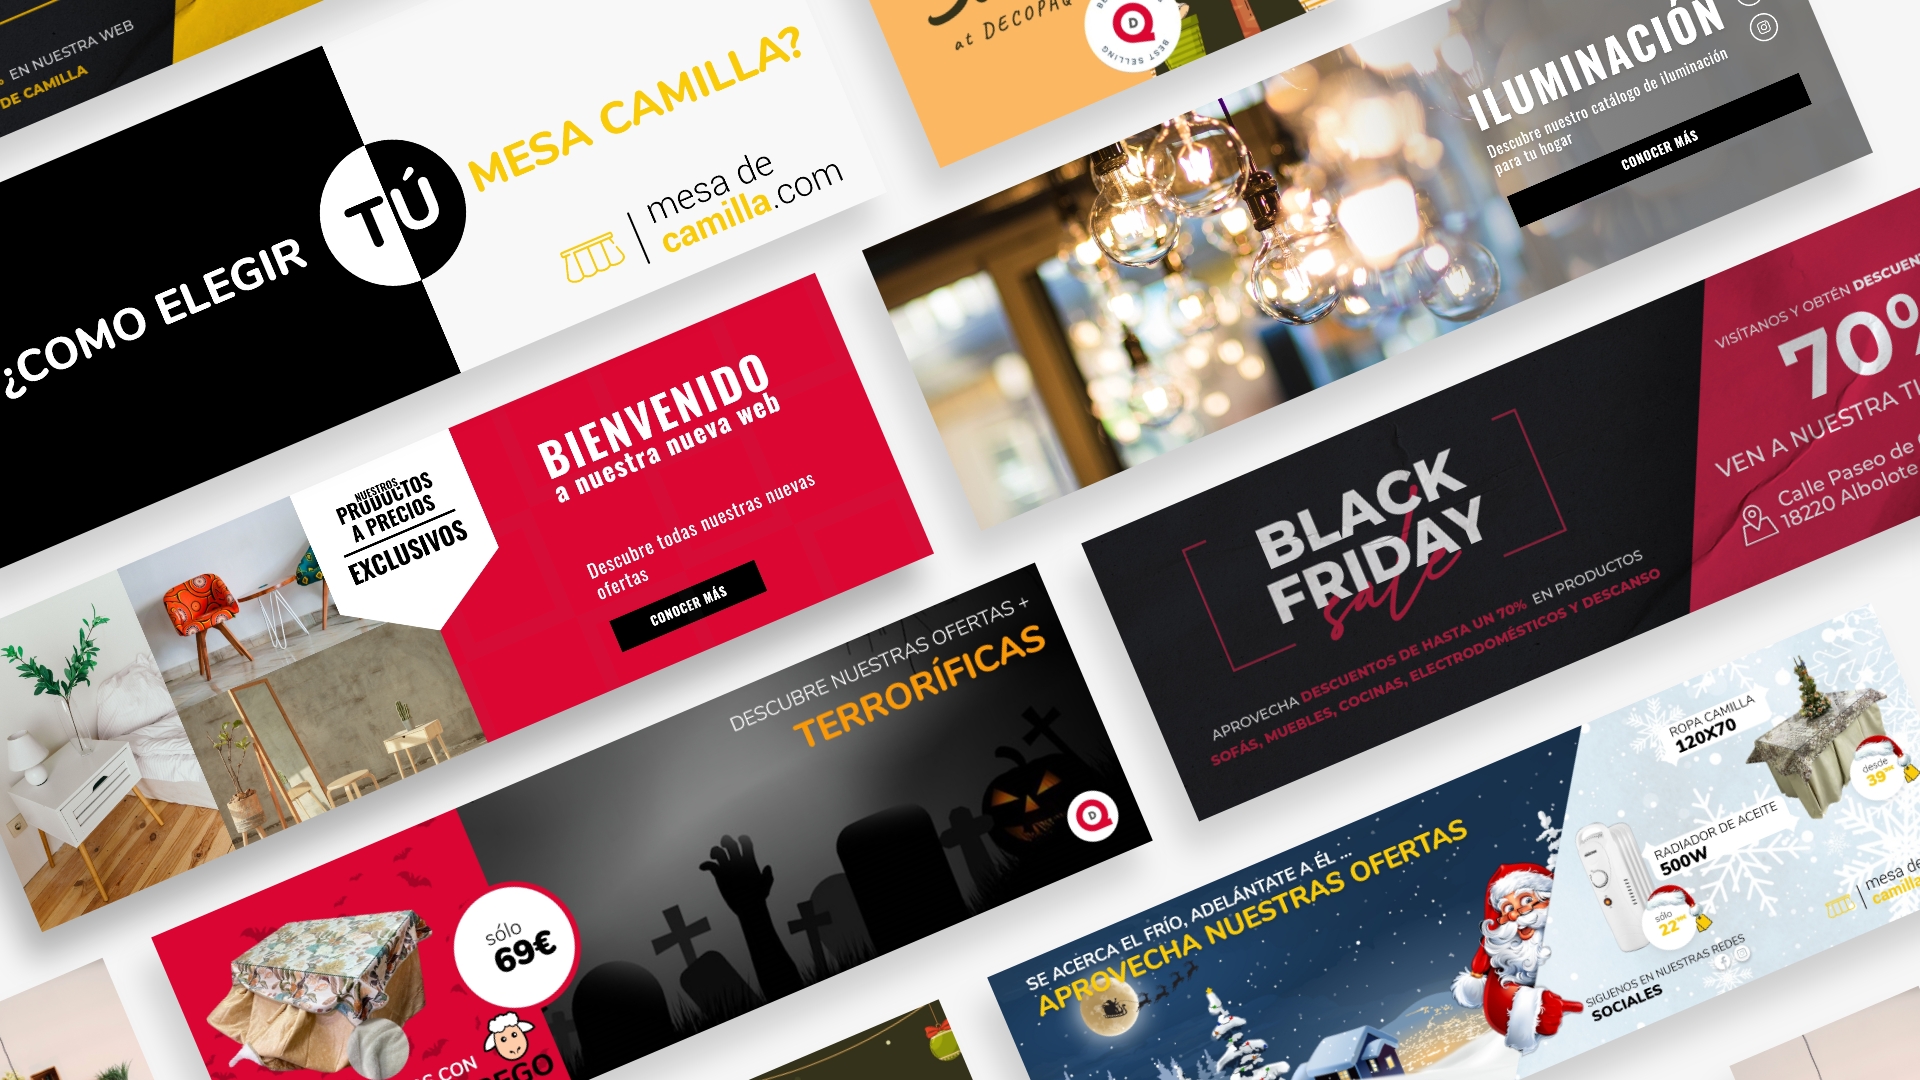 EN NUESTRA WEB
DE CAMILLA
¿COMO ELEGIR
TÚ
MESA CAMILLA?
mesa de
camilla.com
at DECOPAQ
BEST SELLING
D
ILUMINACIÓN
Descubre nuestro catálogo de iluminación
para tu hogar
CONOCER MÁS
NUESTROS
PRODUCTOS
A PRECIOS
EXCLUSIVOS
BIENVENIDO
a nuestra nueva web
Descubre todas nuestras nuevas
ofertas
CONOCER MÁS
BLACK
FRIDAY
sale
APROVECHA DESCUENTOS DE HASTA UN 70% EN PRODUCTOS
SOFÁS, MUEBLES, COCINAS, ELECTRODOMÉSTICOS Y DESCANSO
VISÍTANOS Y OBTÉN DESCUEN
70%
VEN A NUESTRA TI
Calle Paseo de
18220 Albolote
DESCUBRE NUESTRAS OFERTAS +
TERRORÍFICAS
D
sólo
69€
CON
EGO
SE ACERCA EL FRÍO, ADELÁNTATE A ÉL ...
APROVECHA NUESTRAS OFERTAS
ROPA CAMILLA
120X70
desde
39
RADIADOR DE ACEITE
500W
sólo
22
mesa de
camilla
SIGUENOS EN NUESTRAS REDES
SOCIALES